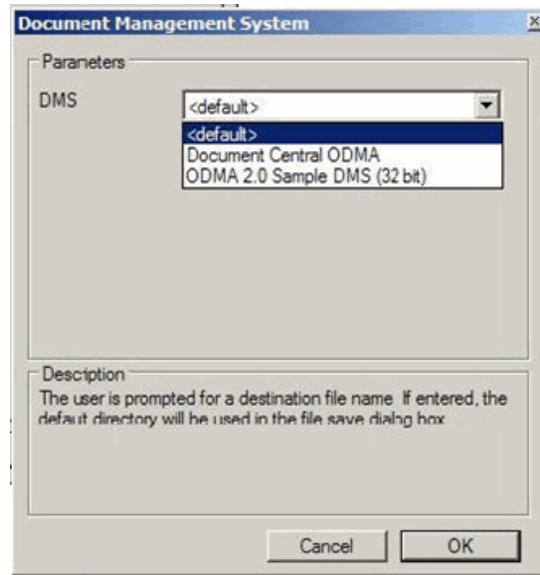 Document Management System
Parameters
DMS
<default>
<default>
Document Central ODMA
ODMA 2.0 Sample DMS (32 bit)
Description
The user is prompted for a destination file name. If entered, the
defaut directory will be used in the file save dialog box
Cancel
OK